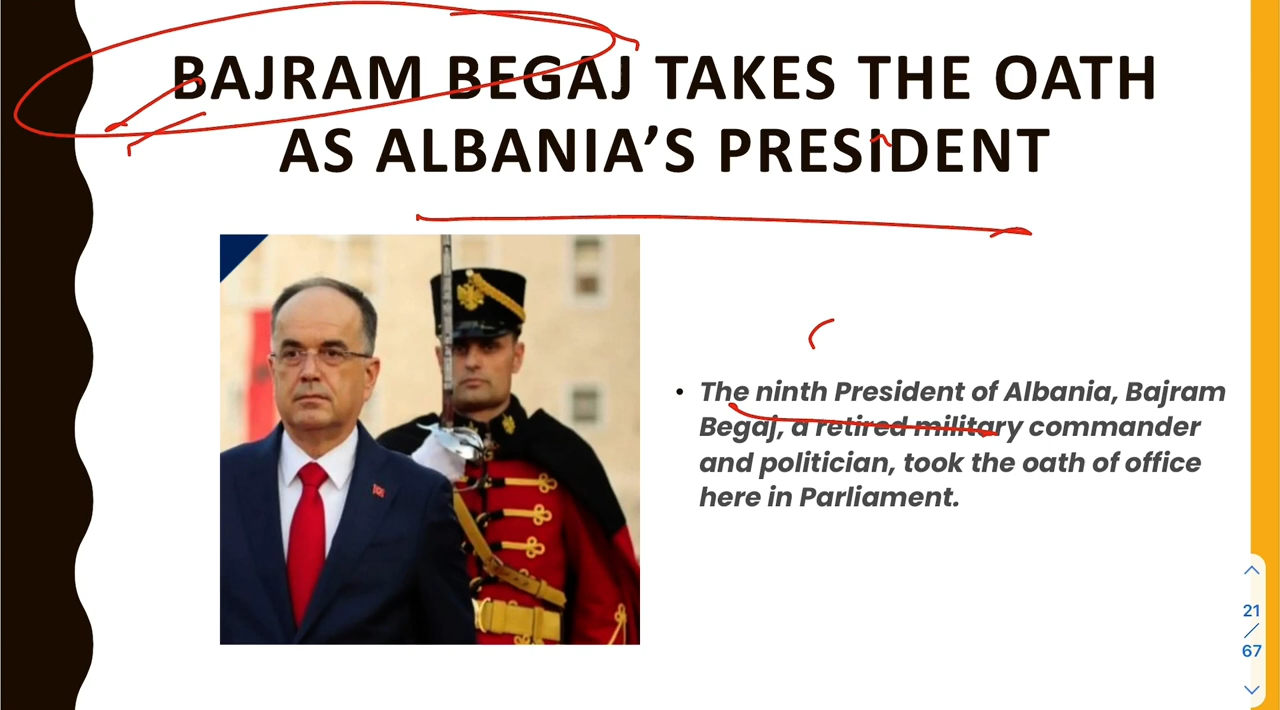 BAJRAM BEGAJ TAKES THE OATH
AS ALBANIA’S PRESIDENT
• The ninth President of Albania, Bajram
Begaj, a retired military commander
and politician, took the oath of office
here in Parliament.
21
/
67